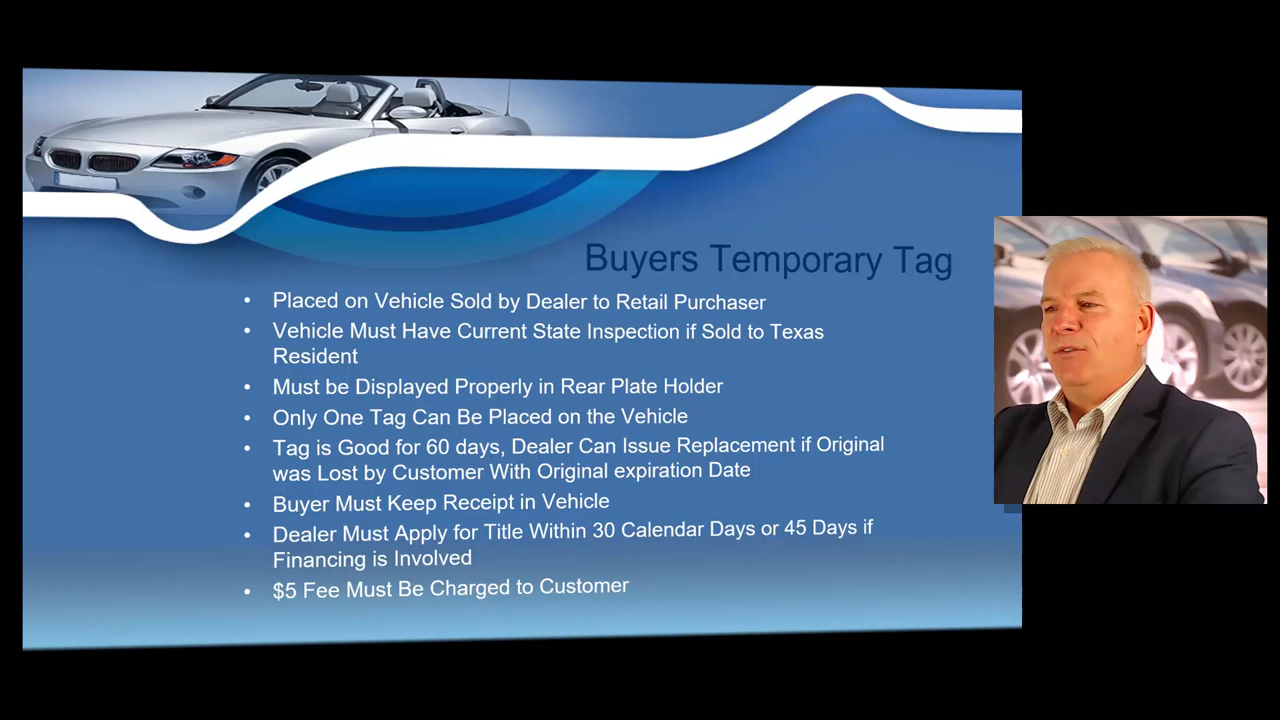 Buyers Temporary Tag
• Placed on Vehicle Sold by Dealer to Retail Purchaser
• Vehicle Must Have Current State Inspection if Sold to Texas
Resident
• Must be Displayed Properly in Rear Plate Holder
• Only One Tag Can Be Placed on the Vehicle
• Tag is Good for 60 days, Dealer Can Issue Replacement if Original
was Lost by Customer With Original expiration Date
• Buyer Must Keep Receipt in Vehicle
• Dealer Must Apply for Title Within 30 Calendar Days or 45 Days if
Financing is Involved
• $5 Fee Must Be Charged to Customer